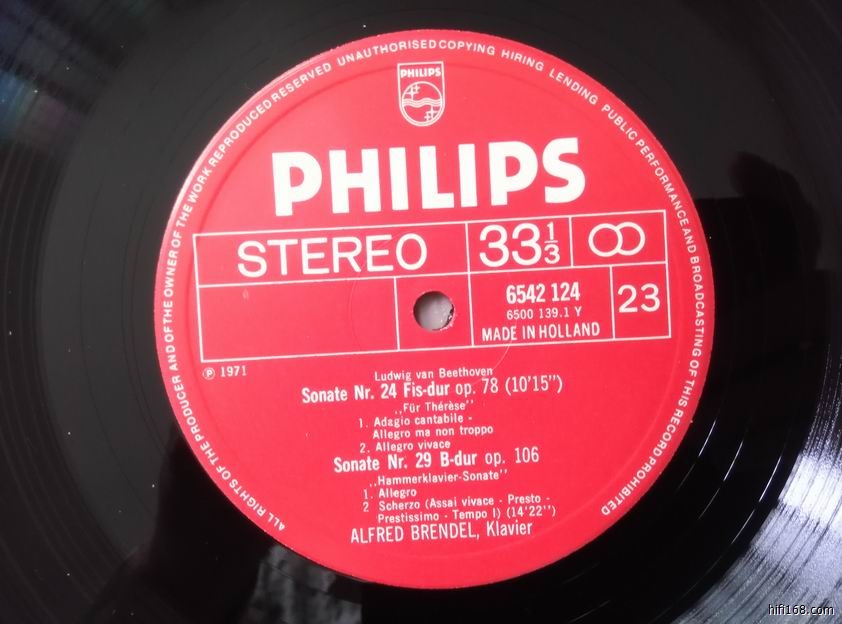 ALL RIGHTS OF THE PRODUCER AND OF THE OWNER OF THE WORK REPRODUCED RESERVED UNAUTHORISED COPYING HIRING LENDING PUBLIC PERFORMANCE AND BROADCASTING OF THIS RECORD PROHIBITED
PHILIPS
PHILIPS
STEREO 33 1/3
6542 124 23
6500 139.1 Y
MADE IN HOLLAND
℗ 1971
Ludwig van Beethoven
Sonate Nr. 24 Fis-dur op. 78 (10'15")
„Für Thérèse"
1. Adagio cantabile -
Allegro ma non troppo
2. Allegro vivace
Sonate Nr. 29 B-dur op. 106
„Hammerklavier-Sonate"
1. Allegro
2 Scherzo (Assai vivace - Presto -
Prestissimo - Tempo I) (14'22")
ALFRED BRENDEL, Klavier
hifi168.com